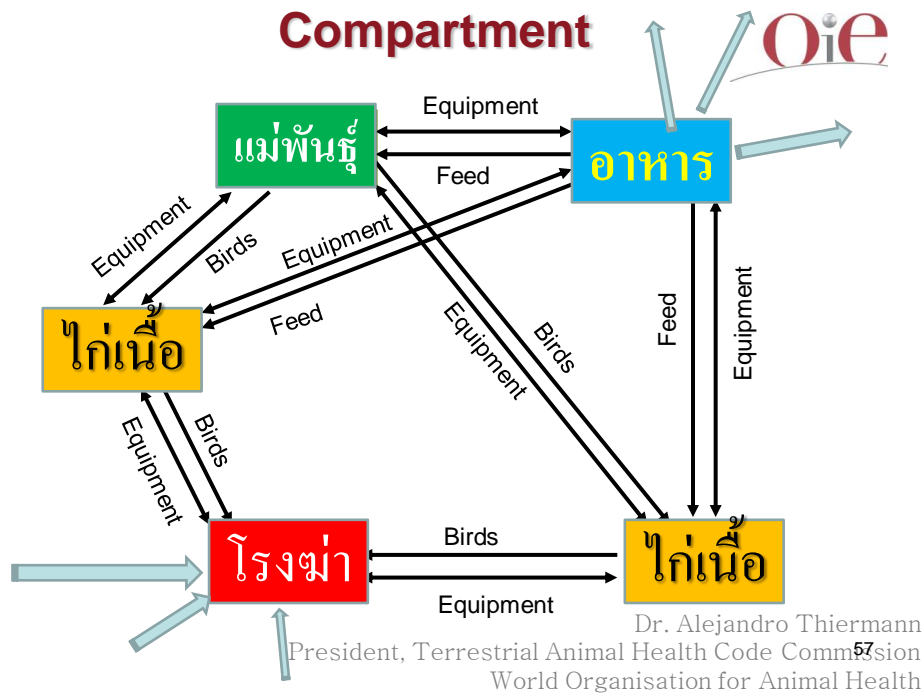 Compartment
OiE
Equipment
แม่พันธุ์
อาหาร
Feed
Equipment
Birds
Equipment
Feed
ไก่เนื้อ
Equipment
Birds
Feed
Equipment
Equipment
Birds
Birds
โรงฆ่า
ไก่เนื้อ
Equipment
Dr. Alejandro Thiermann
President, Terrestrial Animal Health Code Commission
57
World Organisation for Animal Health